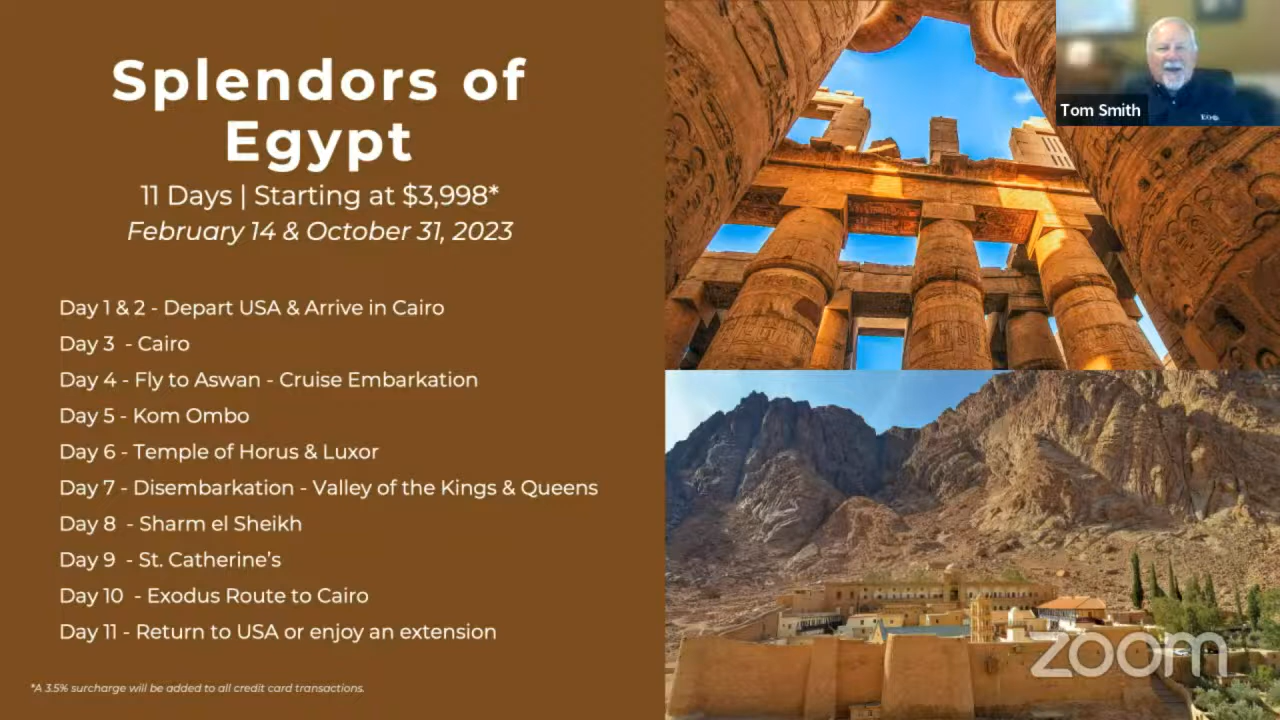 Splendors of
Egypt
11 Days | Starting at $3,998*
February 14 & October 31, 2023
Day 1 & 2 - Depart USA & Arrive in Cairo
Day 3 - Cairo
Day 4 - Fly to Aswan - Cruise Embarkation
Day 5 - Kom Ombo
Day 6 - Temple of Horus & Luxor
Day 7 - Disembarkation - Valley of the Kings & Queens
Day 8 - Sharm el Sheikh
Day 9 - St. Catherine's
Day 10 - Exodus Route to Cairo
Day 11 - Return to USA or enjoy an extension
*A 3.5% surcharge will be added to all credit card transactions.
Tom Smith
zoom